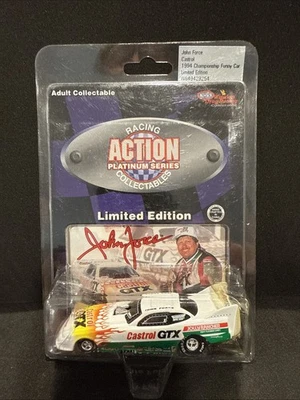 John Force
Castrol
1994 Championship Funny Car
Limited Edition
Adult Collectable
RACING
ACTION
PLATINUM SERIES
COLLECTABLES
Limited Edition
John Force
GTX
Castrol GTX